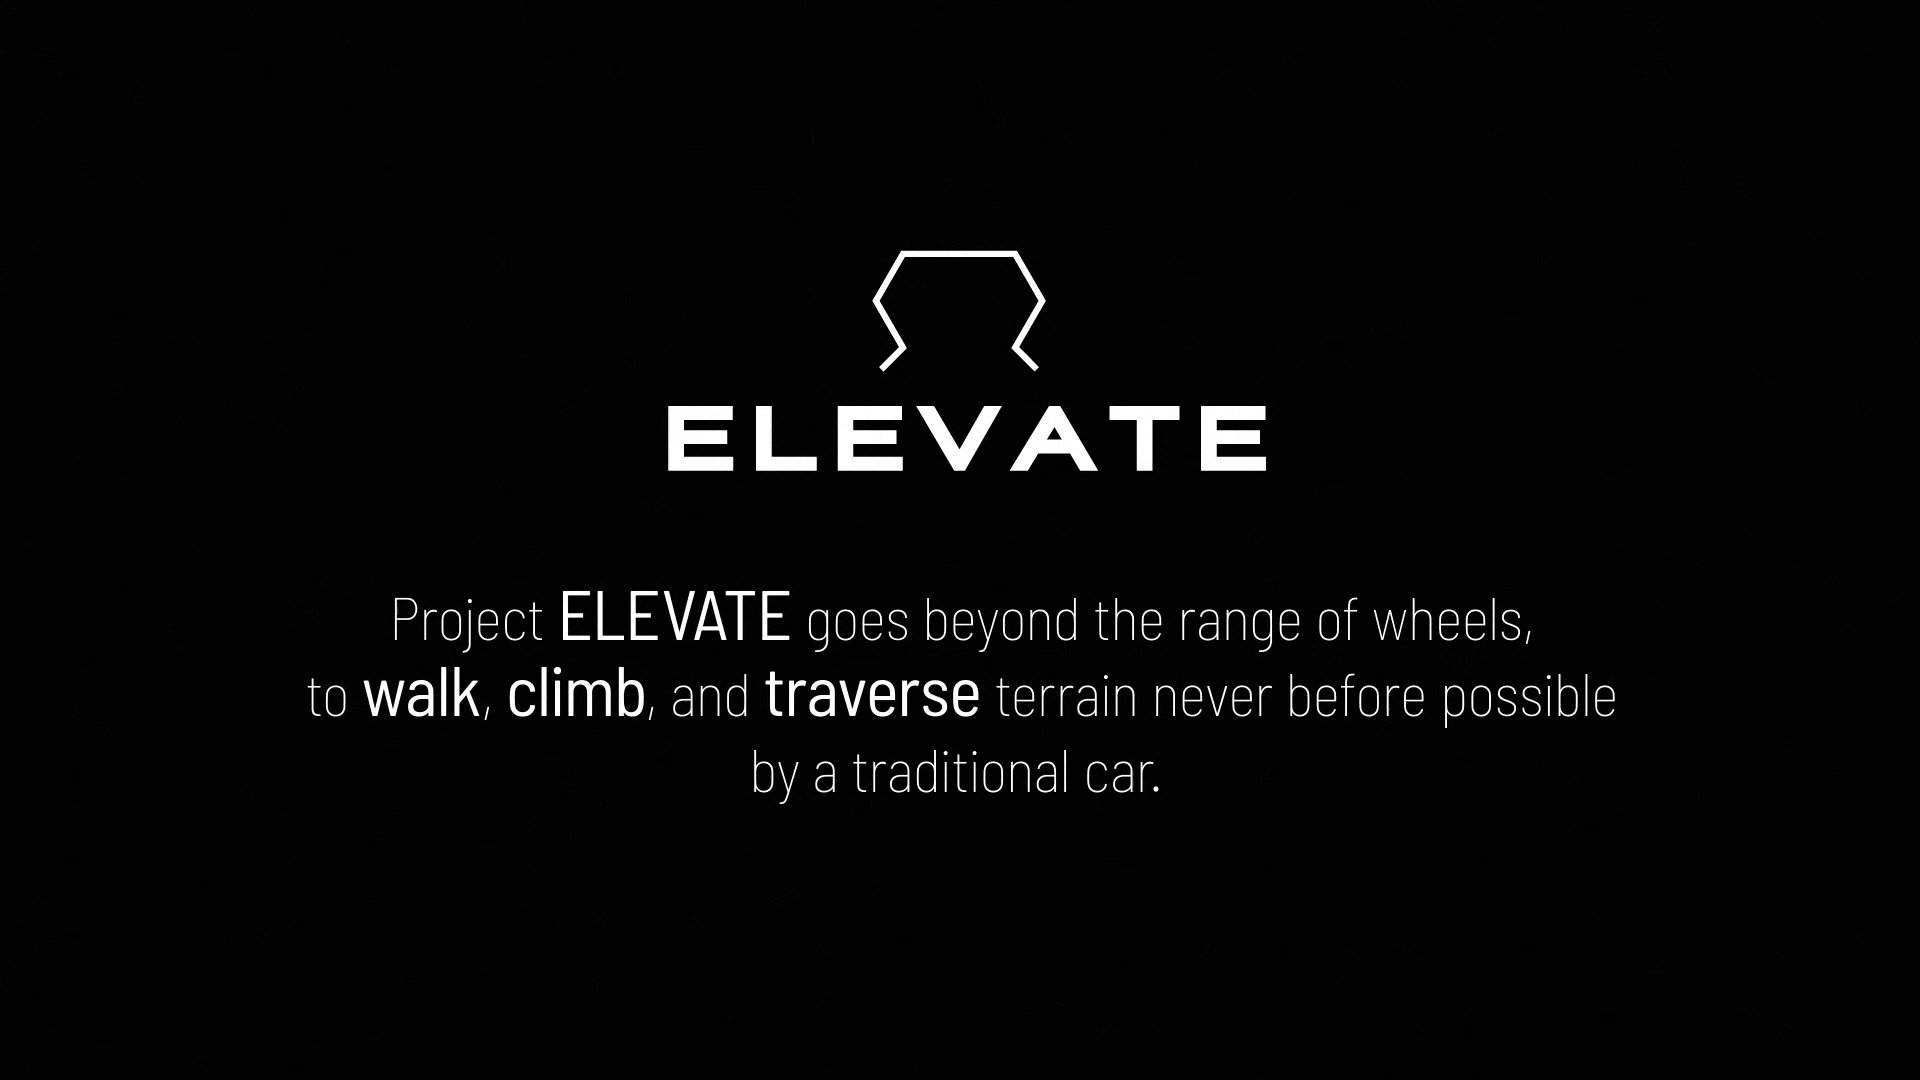 ELEVATE
Project ELEVATE goes beyond the range of wheels,
to walk, climb, and traverse terrain never before possible
by a traditional car.